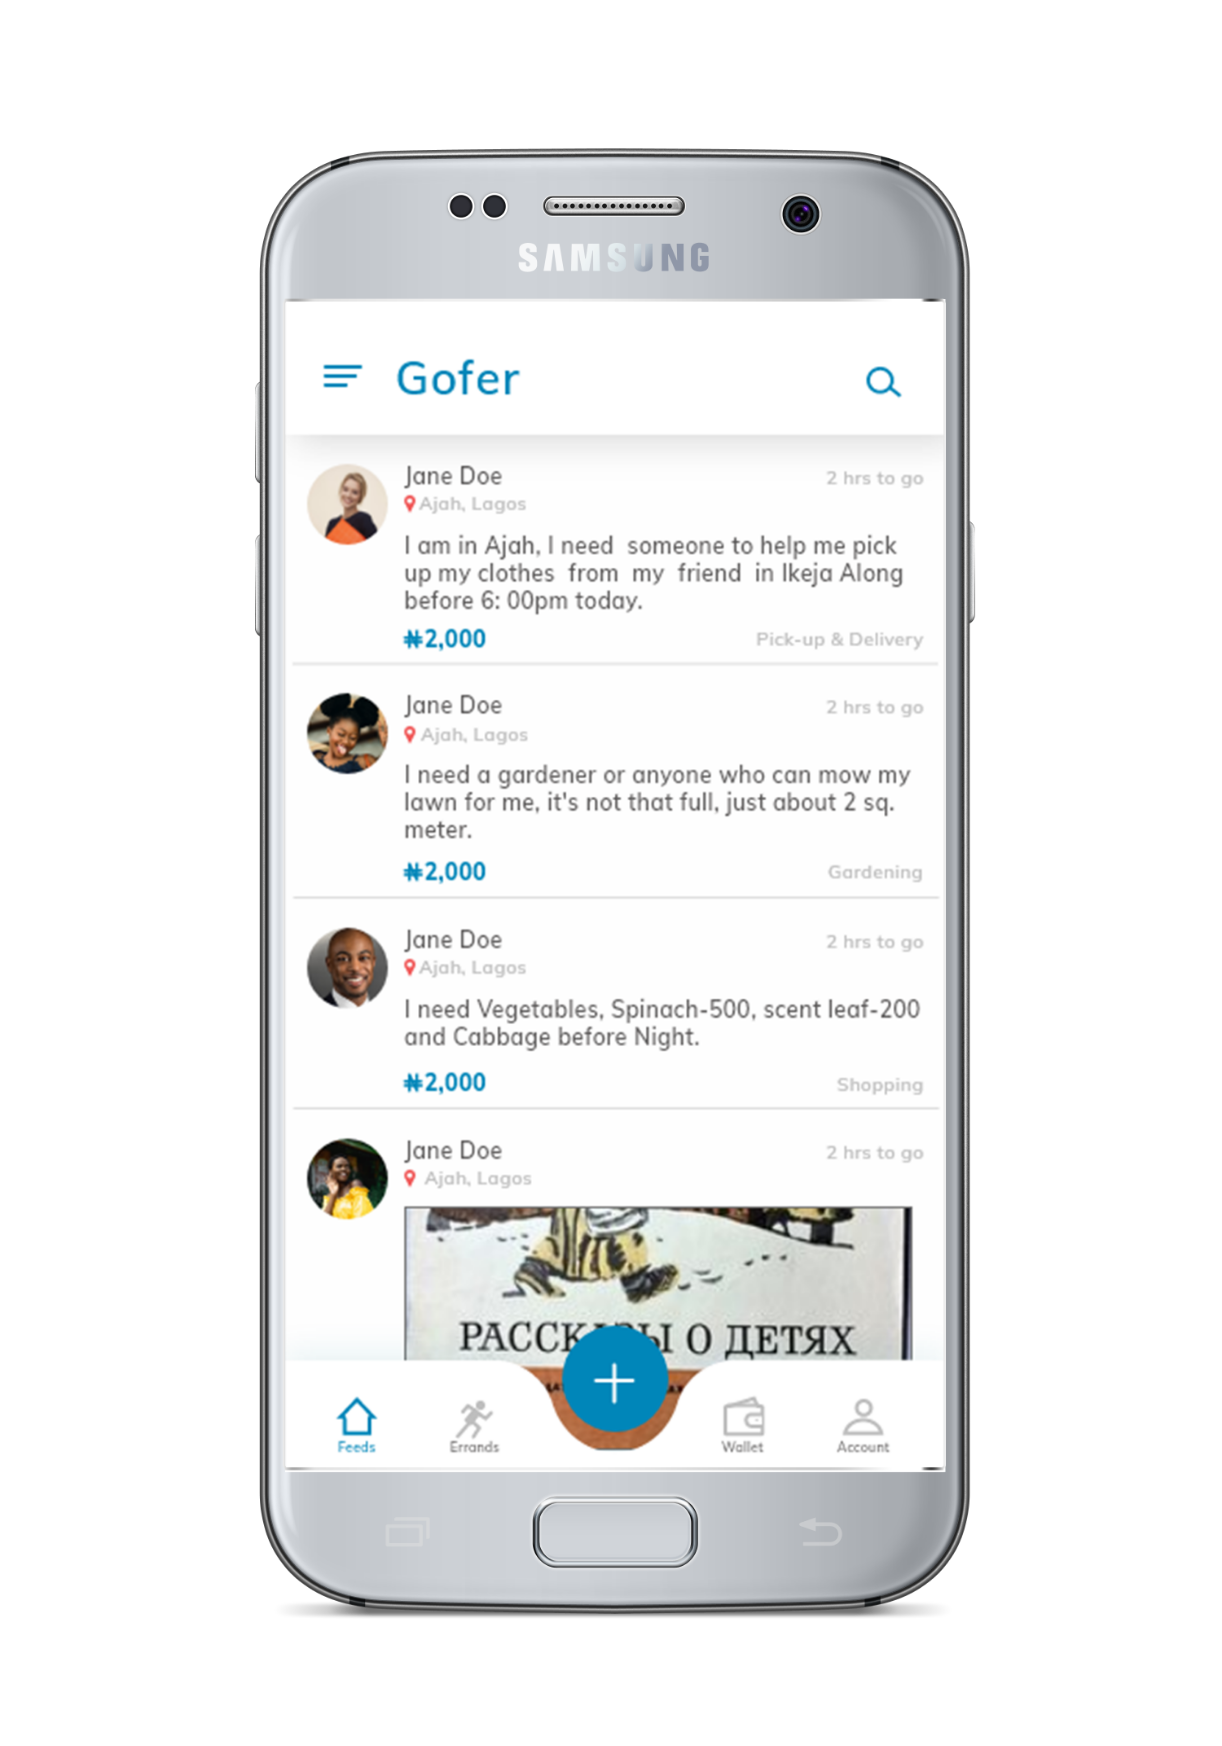 SAMSUNG
Gofer
Jane Doe
2 hrs to go
Ajah, Lagos
I am in Ajah, I need someone to help me pick
up my clothes from my friend in Ikeja Along
before 6: 00pm today.
₦2,000
Pick-up & Delivery
Jane Doe
2 hrs to go
Ajah, Lagos
I need a gardener or anyone who can mow my
lawn for me, it's not that full, just about 2 sq.
meter.
₦2,000
Gardening
Jane Doe
2 hrs to go
Ajah, Lagos
I need Vegetables, Spinach-500, scent leaf-200
and Cabbage before Night.
₦2,000
Shopping
Jane Doe
2 hrs to go
Ajah, Lagos
О ДЕТЯХ
Feeds
Errands
Wallet
Account